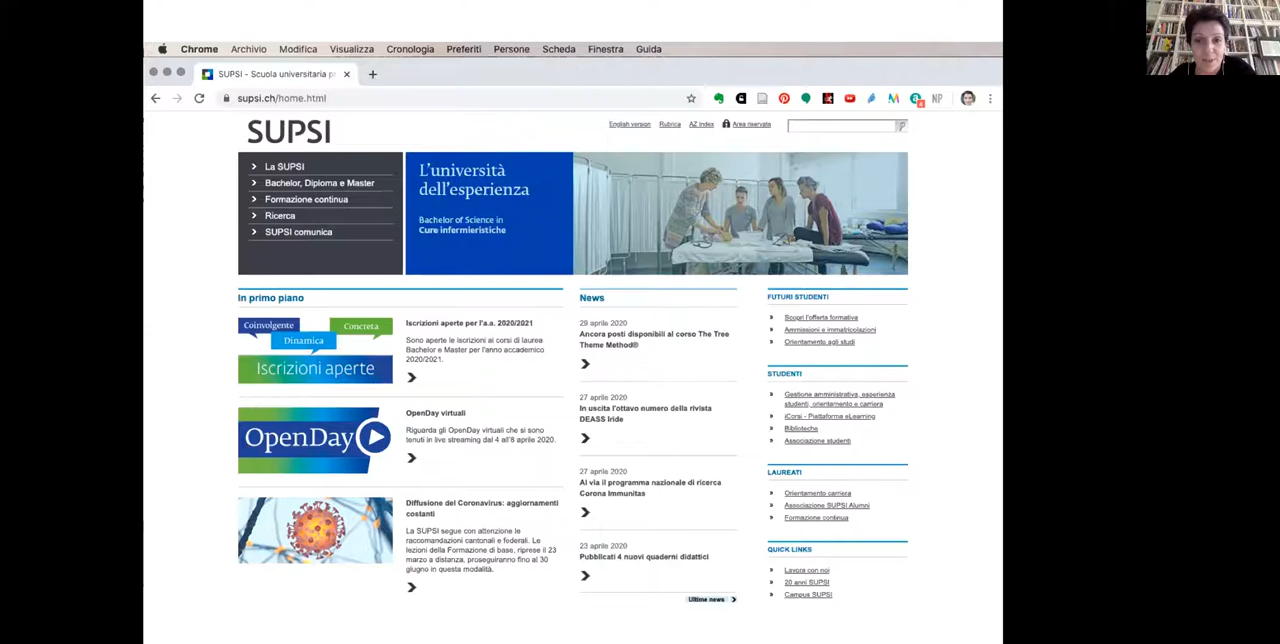 Chrome Archivio Modifica Visualizza Cronologia Preferiti Persone Scheda Finestra Guida
SUPSI - Scuola universitaria p
supsi.ch/home.html
NP
SUPSI
English version Rubrica AZ Index Area riservata
La SUPSI
Bachelor, Diploma e Master
Formazione continua
Ricerca
SUPSI comunica
L'università
dell'esperienza
Bachelor of Science in
Cure infermieristiche
In primo piano
Coinvolgente
Concreta
Dinamica
Iscrizioni aperte
Iscrizioni aperte per l'a.a. 2020/2021
Sono aperte le iscrizioni ai corsi di laurea
Bachelor e Master per l'anno accademico
2020/2021.
OpenDay
OpenDay virtuali
Riguarda gli OpenDay virtuali che si sono
tenuti in live streaming dal 4 all'8 aprile 2020.
Diffusione del Coronavirus: aggiornamenti
costanti
La SUPSI segue con attenzione le
raccomandazioni cantonali e federali. Le
lezioni della Formazione di base, riprese il 23
marzo a distanza, proseguiranno fino al 30
giugno in questa modalità.
News
29 aprile 2020
Ancora posti disponibili al corso The Tree
Theme Method®
27 aprile 2020
In uscita l'ottavo numero della rivista
DEASS Iride
27 aprile 2020
Al via il programma nazionale di ricerca
Corona Immunitas
23 aprile 2020
Pubblicati 4 nuovi quaderni didattici
Ultime news
FUTURI STUDENTI
Scopri l'offerta formativa
Ammissioni e immatricolazioni
Orientamento agli studi
STUDENTI
Gestione amministrativa, esperienza
studenti, orientamento e carriera
iCorsi - Piattaforma eLearning
Biblioteche
Associazione studenti
LAUREATI
Orientamento carriera
Associazione SUPSI Alumni
Formazione continua
QUICK LINKS
Lavora con noi
20 anni SUPSI
Campus SUPSI